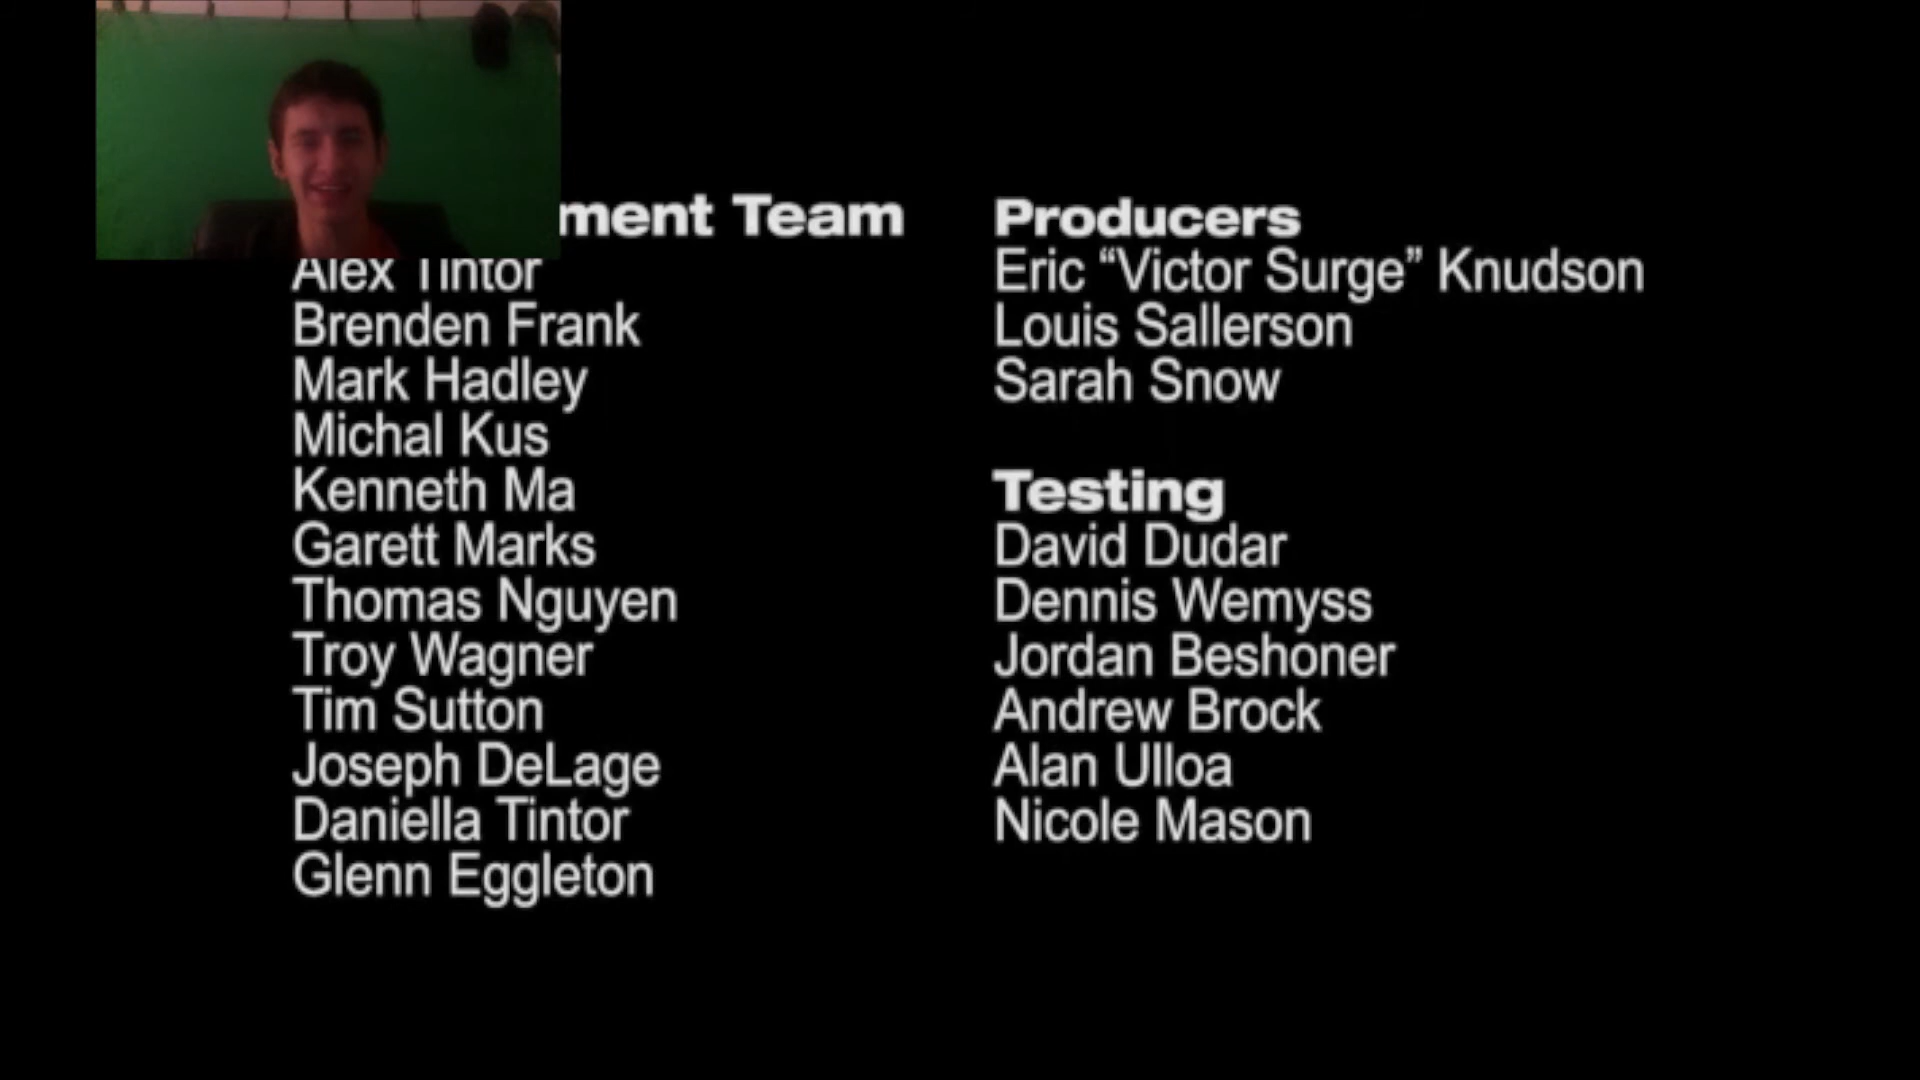 ment Team
Alex Tintor
Brenden Frank
Mark Hadley
Michal Kus
Kenneth Ma
Garett Marks
Thomas Nguyen
Troy Wagner
Tim Sutton
Joseph DeLage
Daniella Tintor
Glenn Eggleton
Producers
Eric “Victor Surge” Knudson
Louis Sallerson
Sarah Snow
Testing
David Dudar
Dennis Wemyss
Jordan Beshoner
Andrew Brock
Alan Ulloa
Nicole Mason